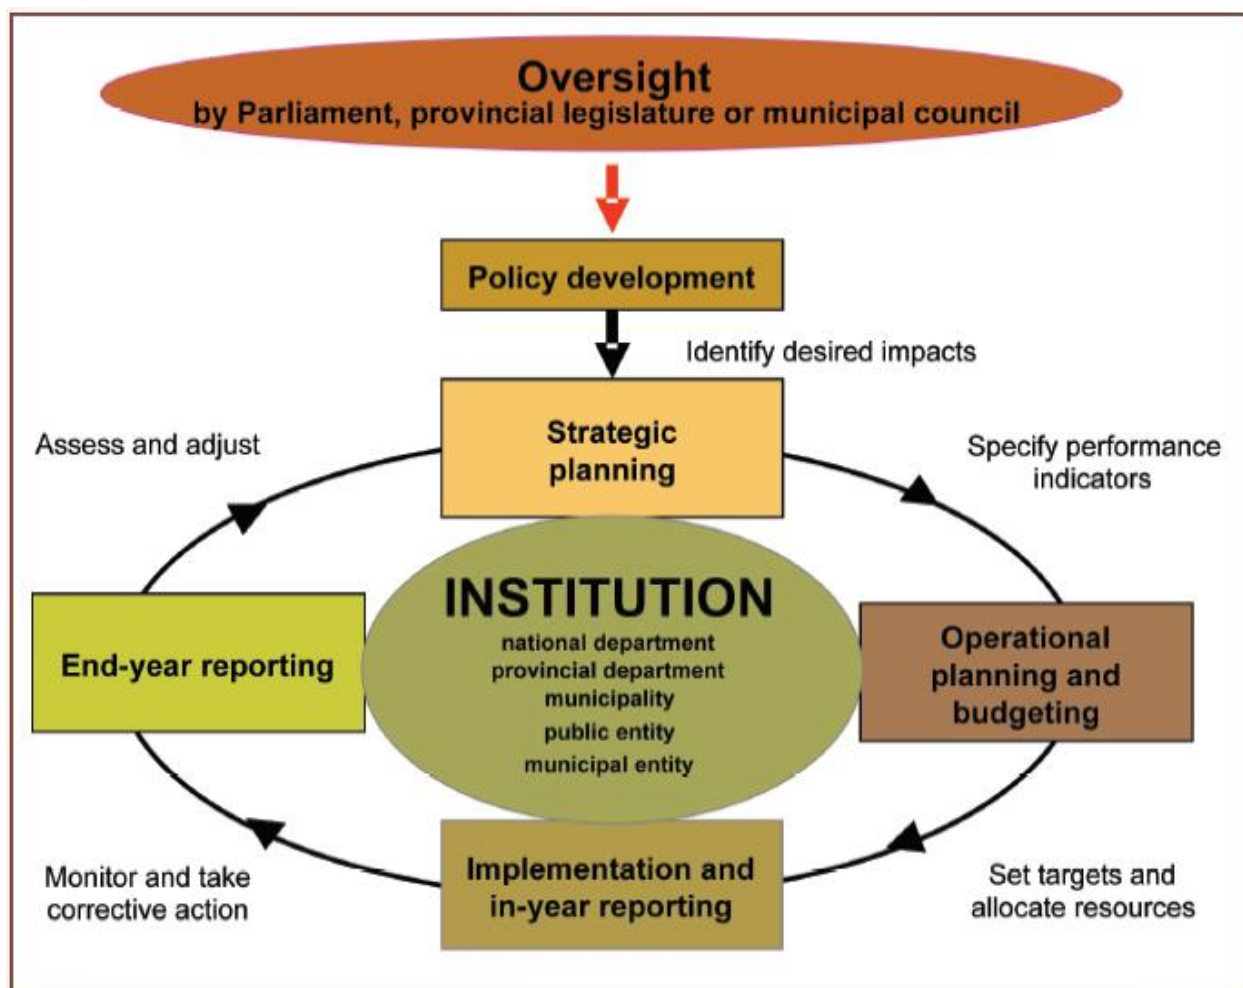 Oversight
by Parliament, provincial legislature or municipal council
Policy development
Identify desired impacts
Strategic
planning
Assess and adjust
Specify performance
indicators
INSTITUTION
national department
provincial department
municipality
public entity
municipal entity
End-year reporting
Operational
planning and
budgeting
Implementation and
in-year reporting
Monitor and take
corrective action
Set targets and
allocate resources